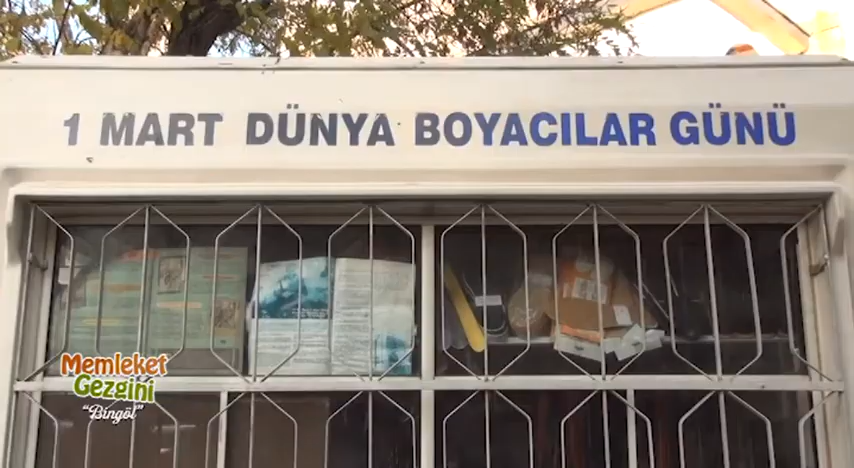 1 MART DÜNYA BOYACILAR GÜNÜ
Memleket
Gezgini
"Bingöl"